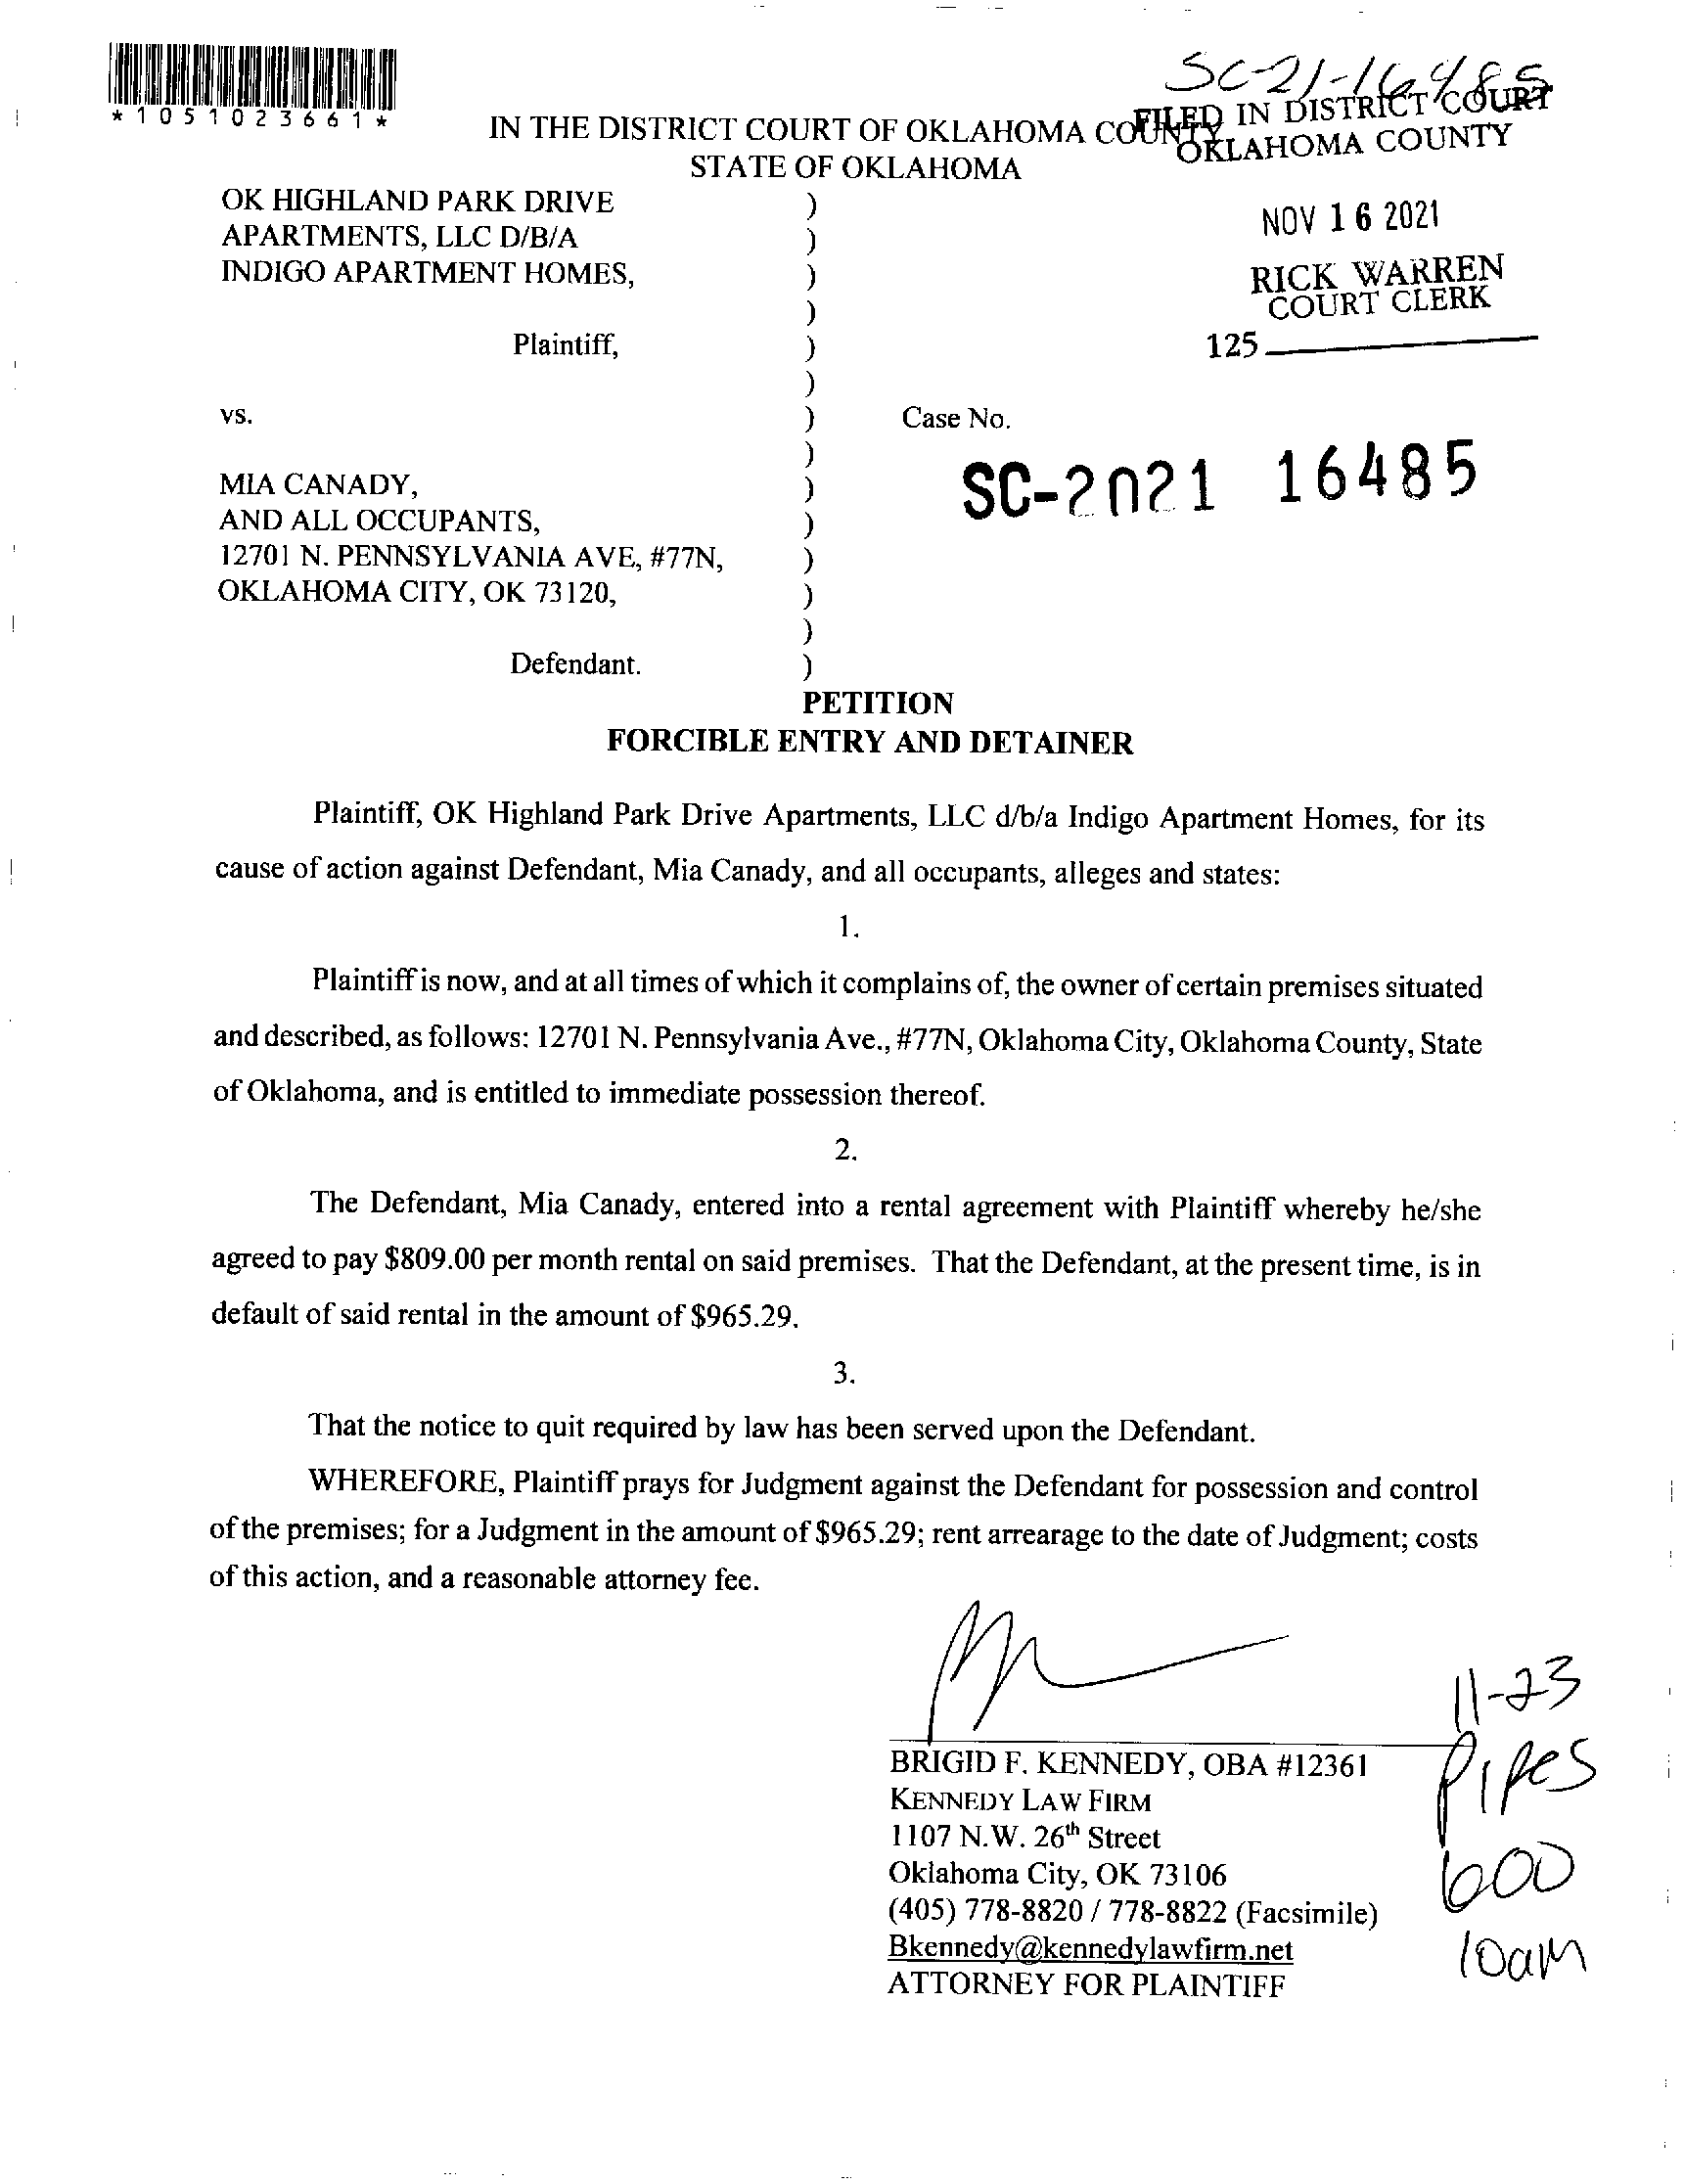 SC-21-16485
*1051023661*
FILED IN DISTRICT COURT
OKLAHOMA COUNTY
IN THE DISTRICT COURT OF OKLAHOMA COUNTY
STATE OF OKLAHOMA
NOV 16 2021
RICK WARREN
COURT CLERK
125
OK HIGHLAND PARK DRIVE )
APARTMENTS, LLC D/B/A )
INDIGO APARTMENT HOMES, )
)
Plaintiff, )
)
vs. ) Case No.
)
SC-2021 16485
MIA CANADY, )
AND ALL OCCUPANTS, )
12701 N. PENNSYLVANIA AVE, #77N, )
OKLAHOMA CITY, OK 73120, )
)
Defendant. )
PETITION
FORCIBLE ENTRY AND DETAINER
Plaintiff, OK Highland Park Drive Apartments, LLC d/b/a Indigo Apartment Homes, for its
cause of action against Defendant, Mia Canady, and all occupants, alleges and states:
1.
Plaintiff is now, and at all times of which it complains of, the owner of certain premises situated
and described, as follows: 12701 N. Pennsylvania Ave., #77N, Oklahoma City, Oklahoma County, State
of Oklahoma, and is entitled to immediate possession thereof.
2.
The Defendant, Mia Canady, entered into a rental agreement with Plaintiff whereby he/she
agreed to pay $809.00 per month rental on said premises. That the Defendant, at the present time, is in
default of said rental in the amount of $965.29.
3.
That the notice to quit required by law has been served upon the Defendant.
WHEREFORE, Plaintiff prays for Judgment against the Defendant for possession and control
of the premises; for a Judgment in the amount of $965.29; rent arrearage to the date of Judgment; costs
of this action, and a reasonable attorney fee.
BRIGID F. KENNEDY, OBA #12361
KENNEDY LAW FIRM
1107 N.W. 26th Street
Oklahoma City, OK 73106
(405) 778-8820 / 778-8822 (Facsimile)
Bkennedy@kennedylawfirm.net
ATTORNEY FOR PLAINTIFF
11-23
Pipes
600
10am